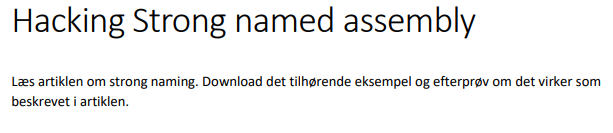 Hacking Strong named assembly
Læs artiklen om strong naming. Download det tilhørende eksempel og efterprøv om det virker som
beskrevet i artiklen.